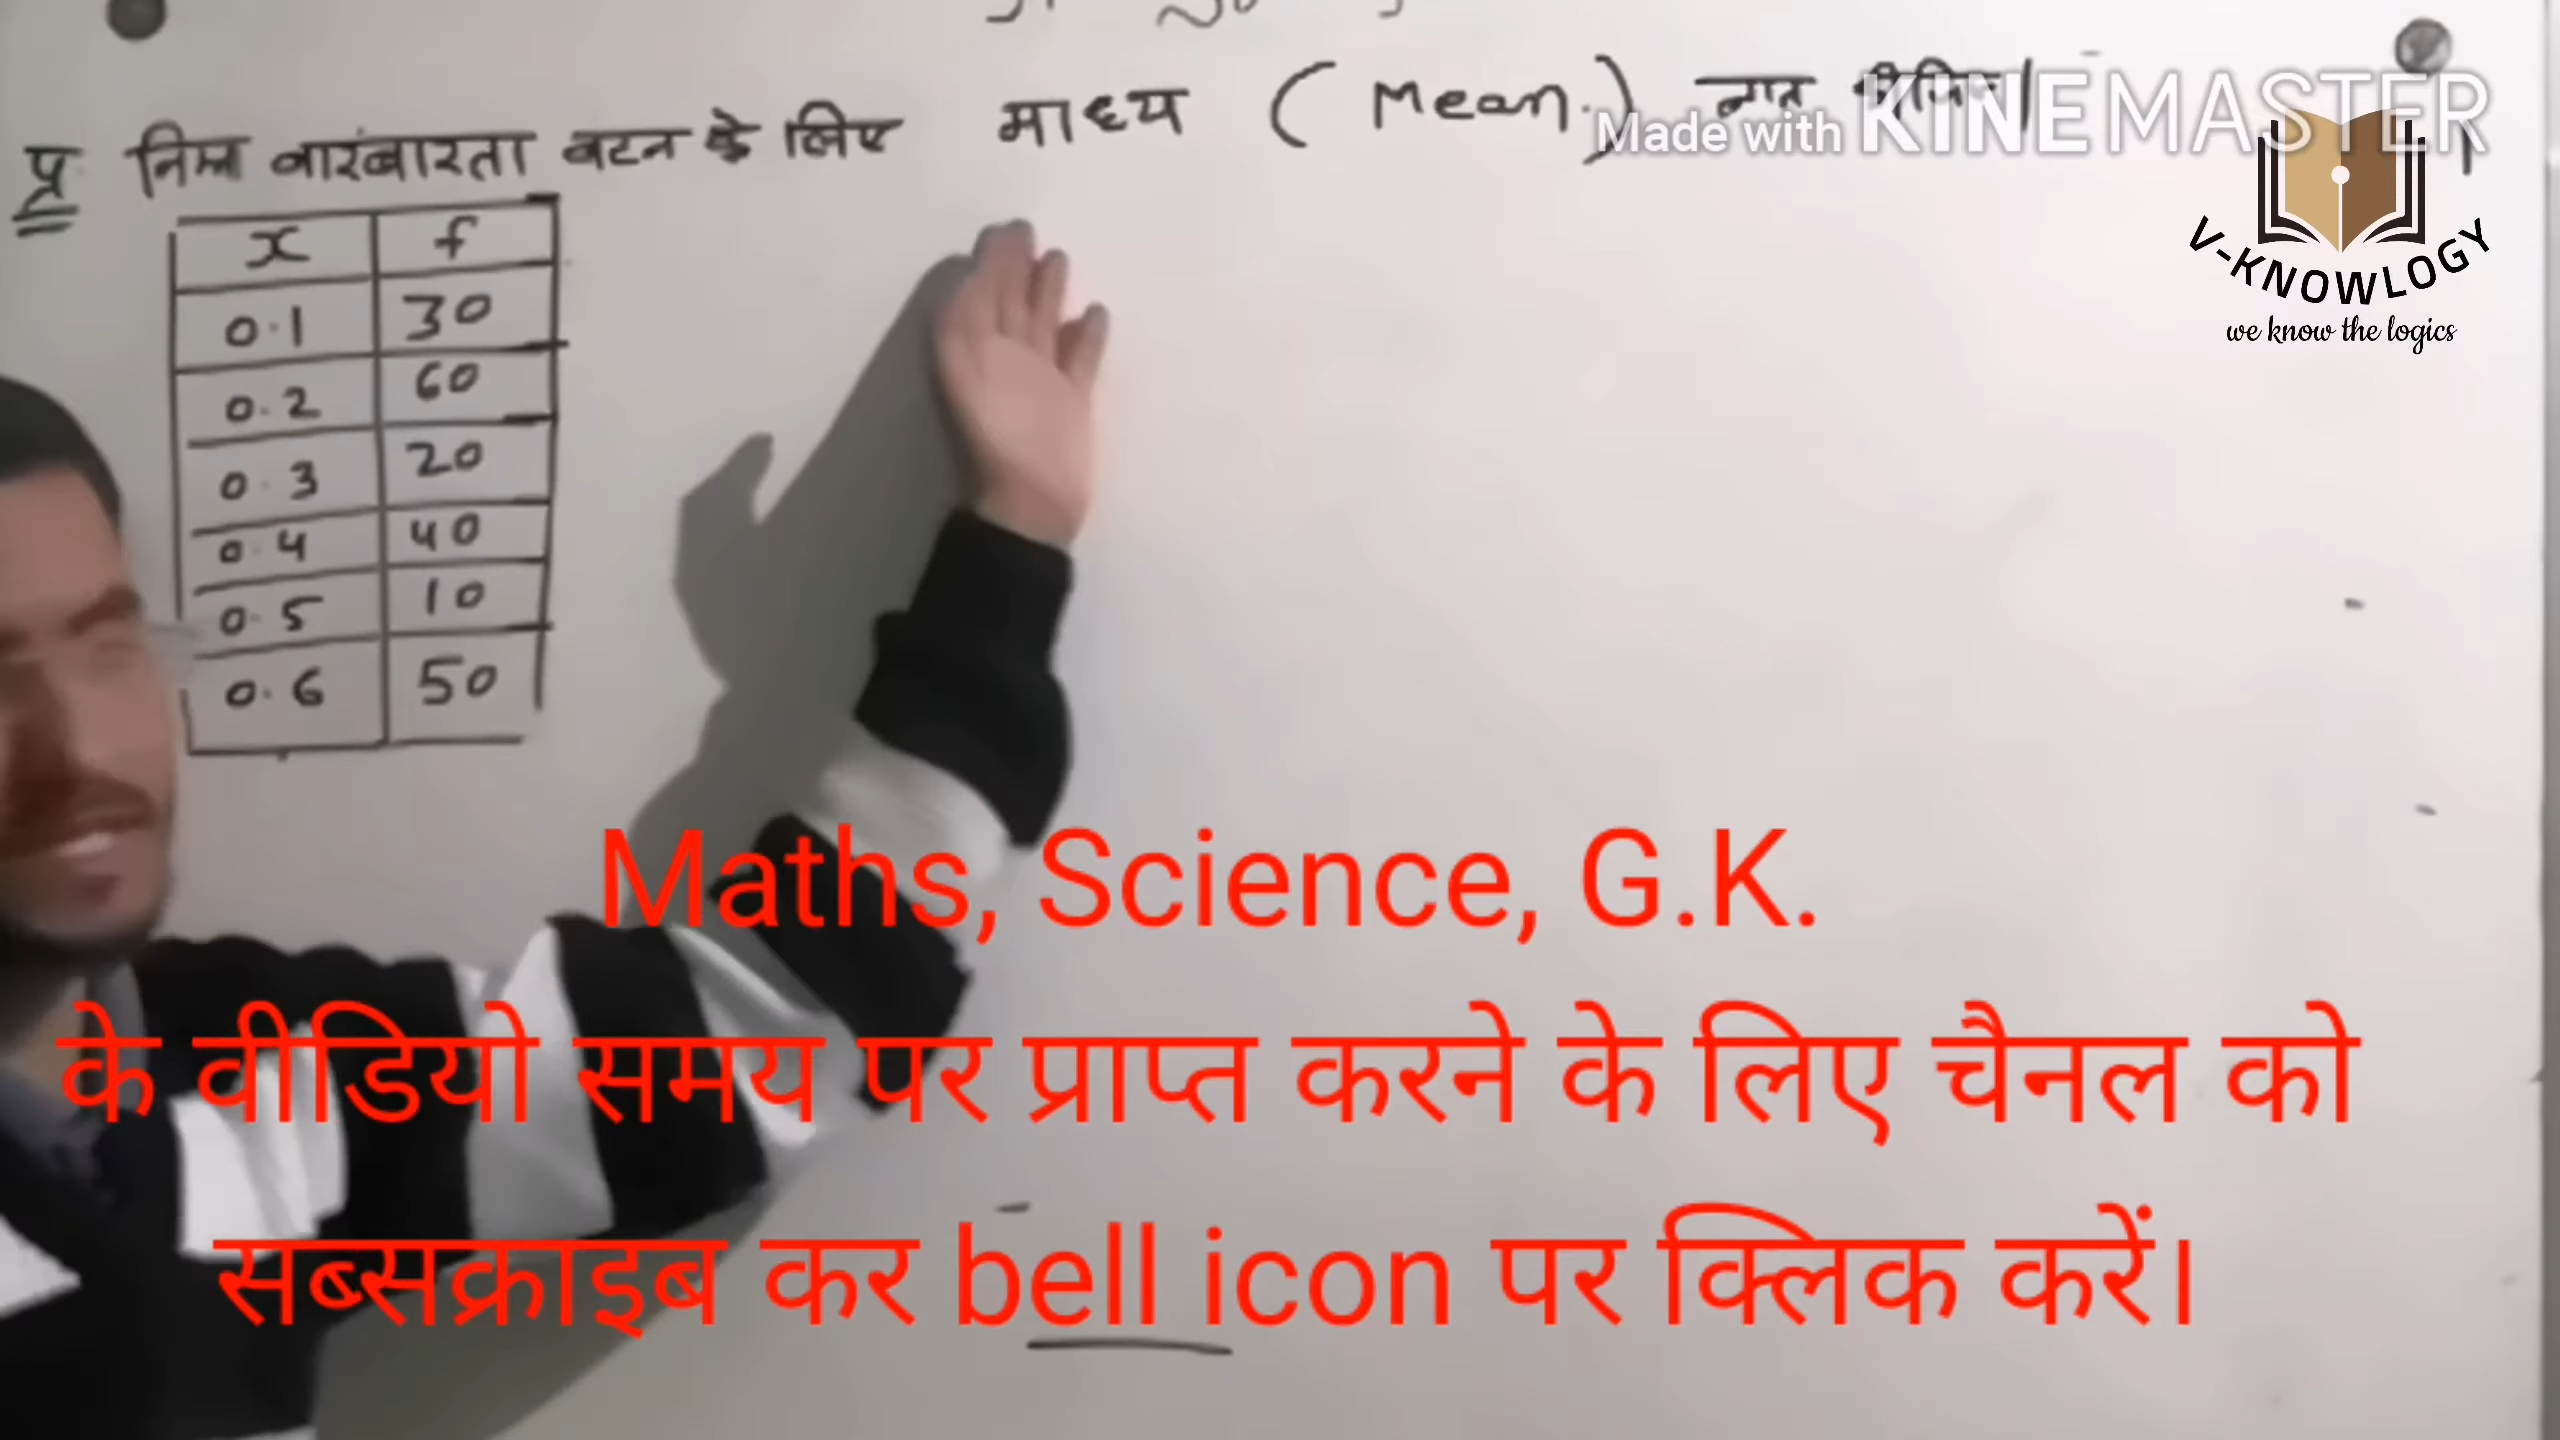 प्र निम्न बारंबारता बटन के लिए माध्य (Mean.) ज्ञात कीजिए।
x f
0.1 30
0.2 60
0.3 20
0.4 40
0.5 10
0.6 50
Made with KINEMASTER
V-KNOWLOGY
we know the logics
Maths, Science, G.K.
के वीडियो समय पर प्राप्त करने के लिए चैनल को
सब्सक्राइब कर bell icon पर क्लिक करें।